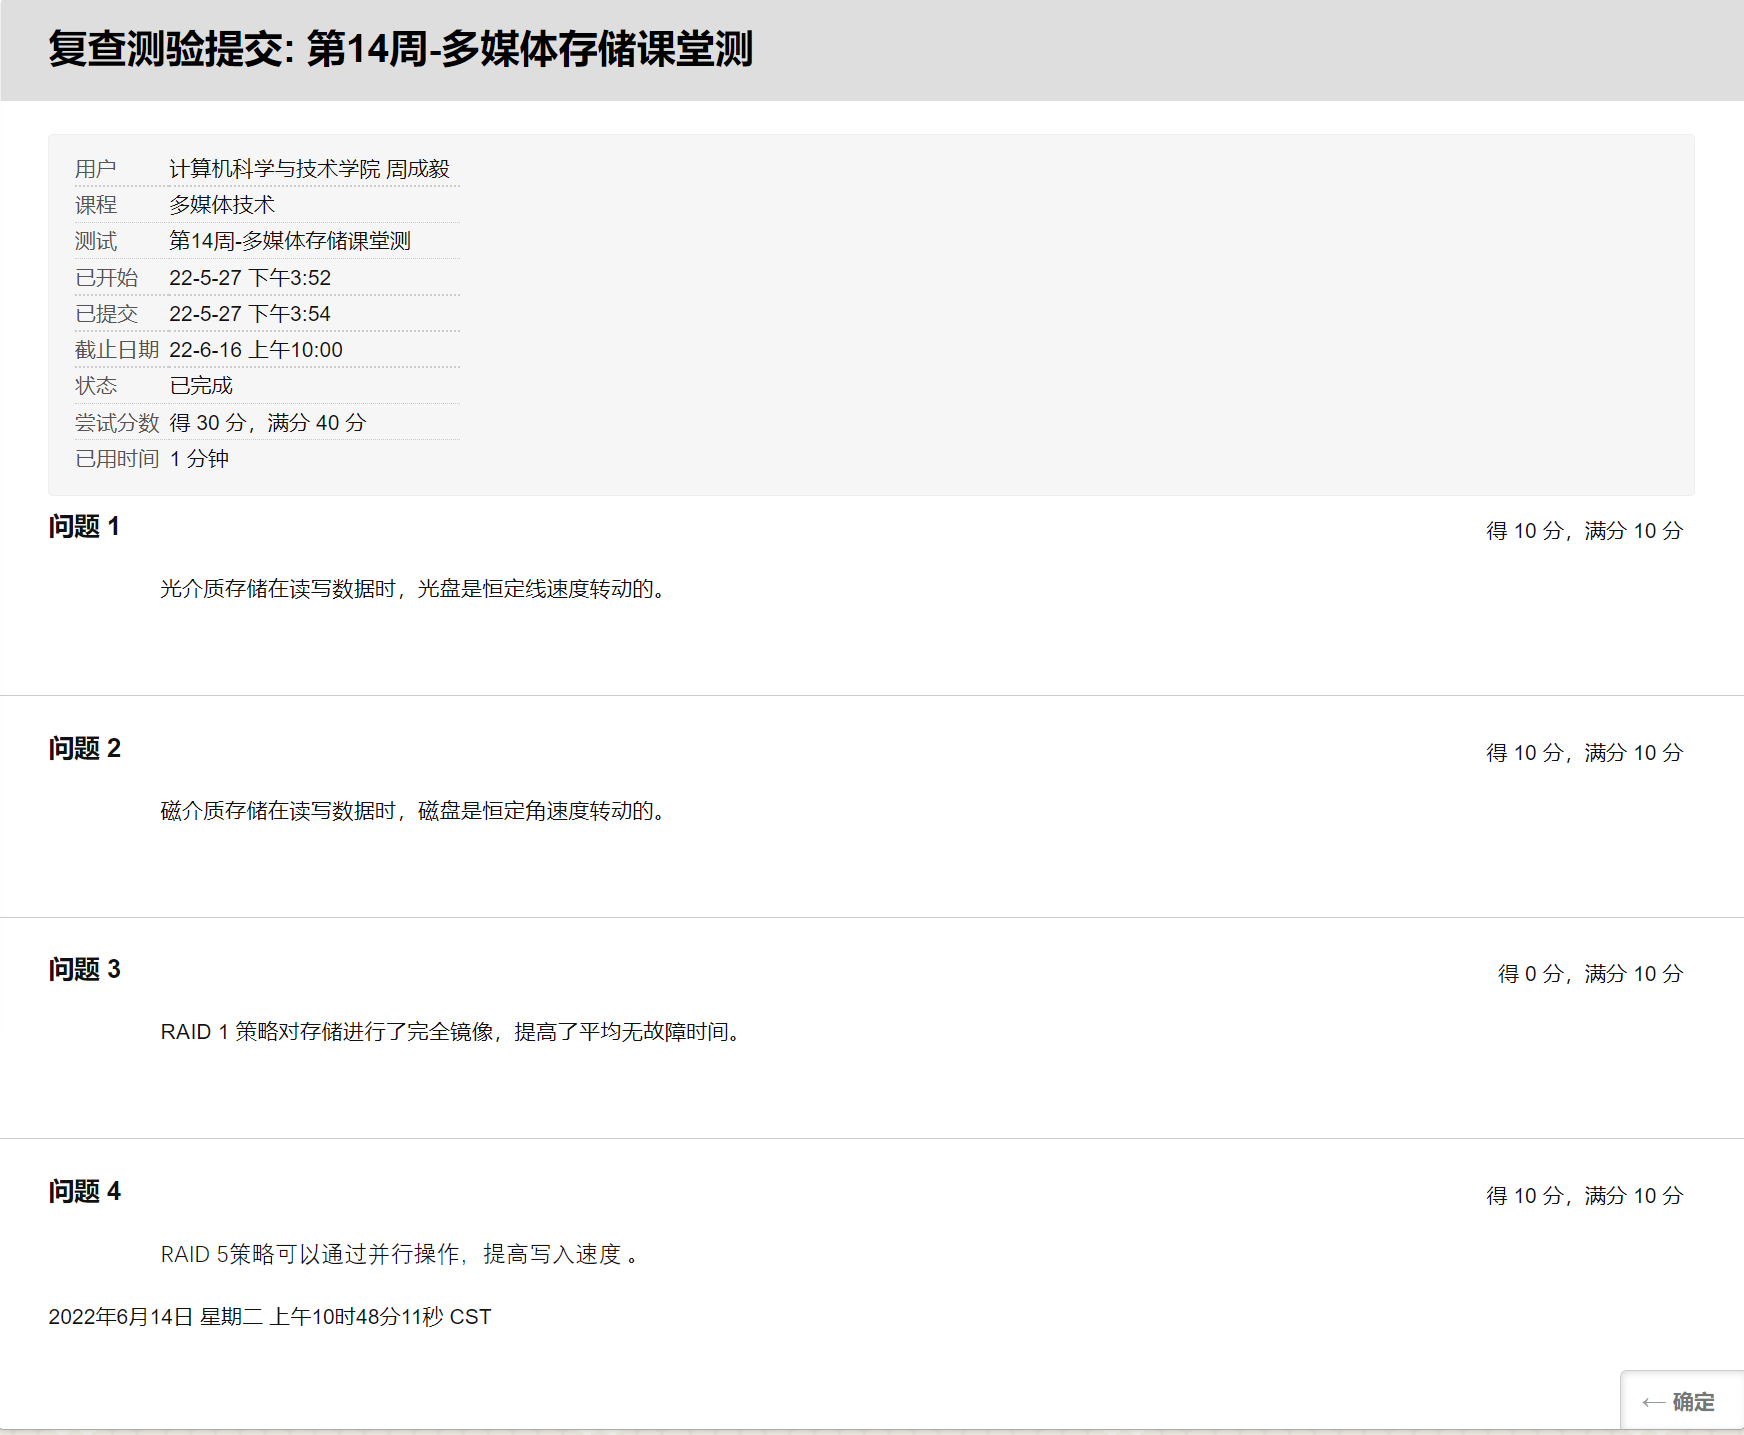 复查测验提交: 第14周-多媒体存储课堂测
用户 计算机科学与技术学院 周成毅
课程 多媒体技术
测试 第14周-多媒体存储课堂测
已开始 22-5-27 下午3:52
已提交 22-5-27 下午3:54
截止日期 22-6-16 上午10:00
状态 已完成
尝试分数 得 30 分，满分 40 分
已用时间 1 分钟
问题 1 得 10 分，满分 10 分
光介质存储在读写数据时，光盘是恒定线速度转动的。
问题 2 得 10 分，满分 10 分
磁介质存储在读写数据时，磁盘是恒定角速度转动的。
问题 3 得 0 分，满分 10 分
RAID 1 策略对存储进行了完全镜像，提高了平均无故障时间。
问题 4 得 10 分，满分 10 分
RAID 5策略可以通过并行操作，提高写入速度 。
2022年6月14日 星期二 上午10时48分11秒 CST
← 确定